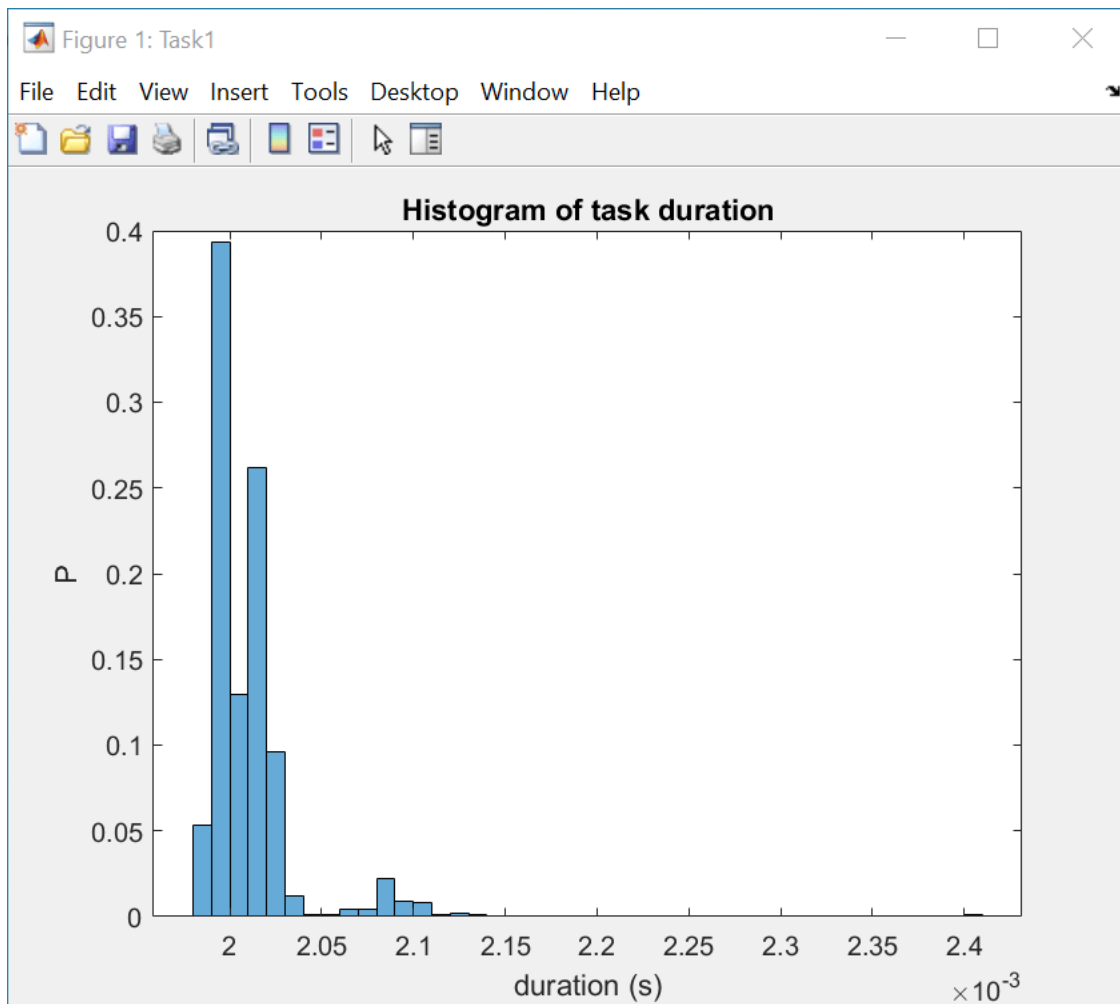 Figure 1: Task1
File Edit View Insert Tools Desktop Window Help
Histogram of task duration
0.4
0.35
0.3
0.25
0.2
0.15
0.1
0.05
0
P
2 2.05 2.1 2.15 2.2 2.25 2.3 2.35 2.4
duration (s)
×10⁻³